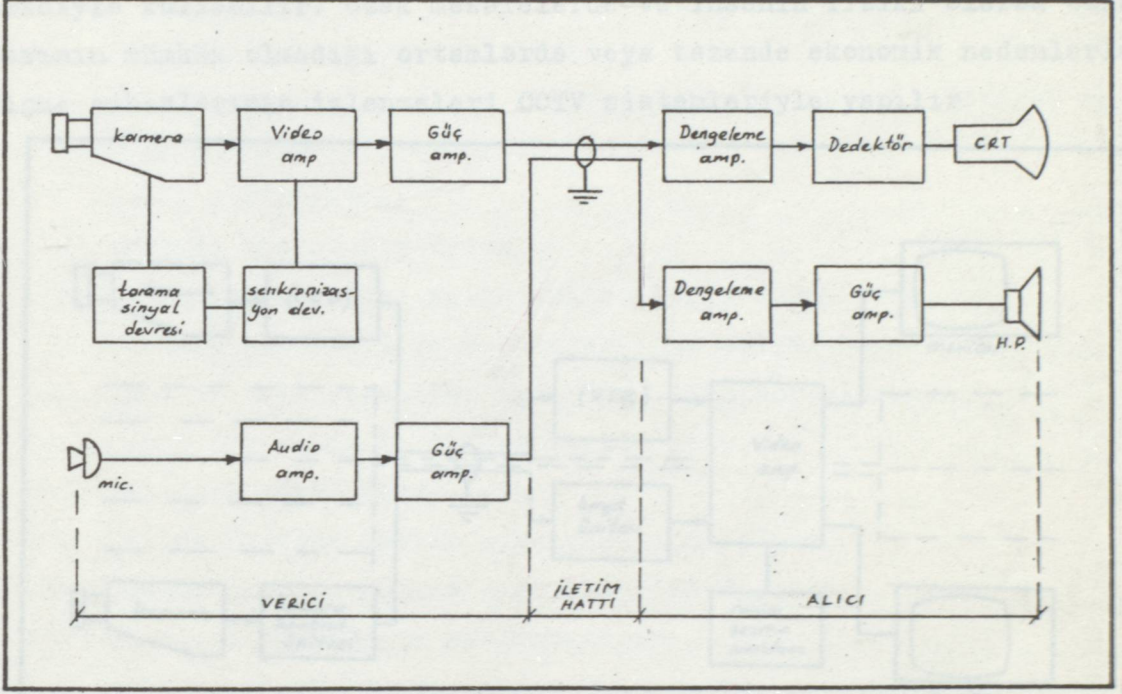 kamera
Video
amp
Güç
amp.
Dengeleme
amp.
Dedektör
CRT
tarama
sinyal
devresi
senkronizas-
yon dev.
Dengeleme
amp.
Güç
amp.
H.P.
mic.
Audio
amp.
Güç
amp.
VERİCİ
İLETİM
HATTI
ALICI